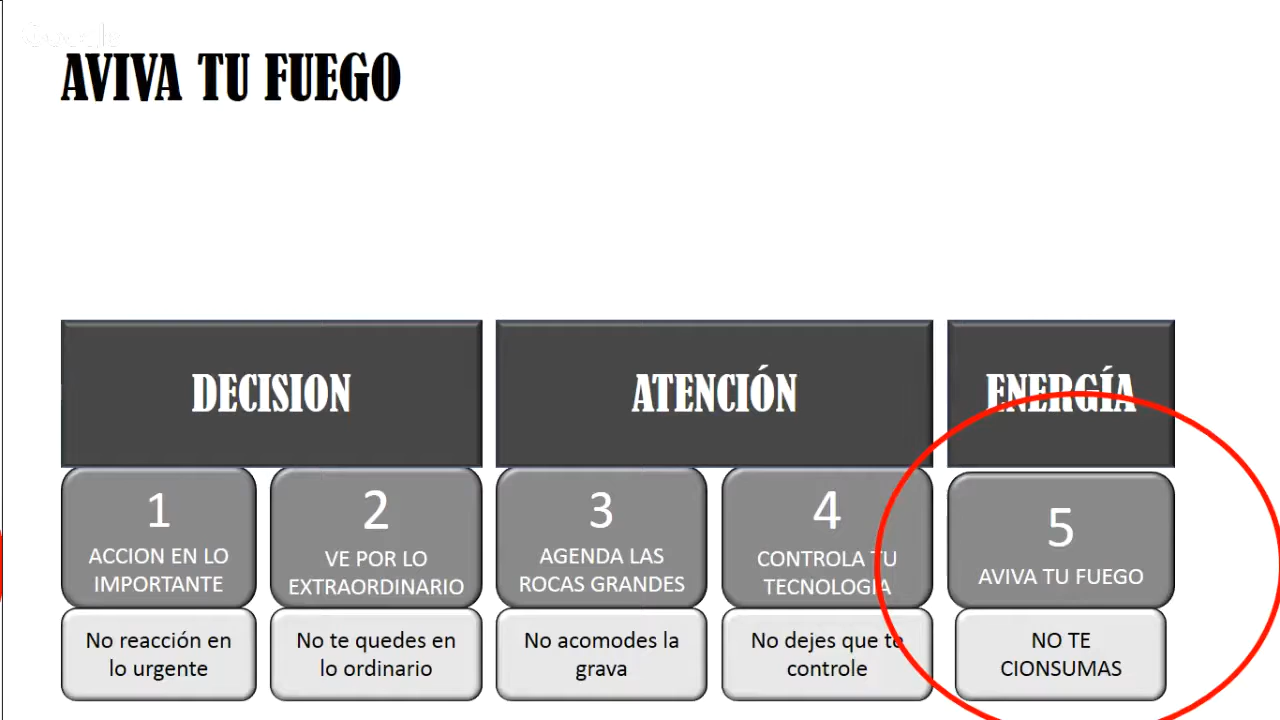 AVIVA TU FUEGO
DECISION
ATENCIÓN
ENERGÍA
1
ACCION EN LO
IMPORTANTE
2
VE POR LO
EXTRAORDINARIO
3
AGENDA LAS
ROCAS GRANDES
4
CONTROLA TU
TECNOLOGIA
5
AVIVA TU FUEGO
No reacción en
lo urgente
No te quedes en
lo ordinario
No acomodes la
grava
No dejes que te
controle
NO TE
CIONSUMAS